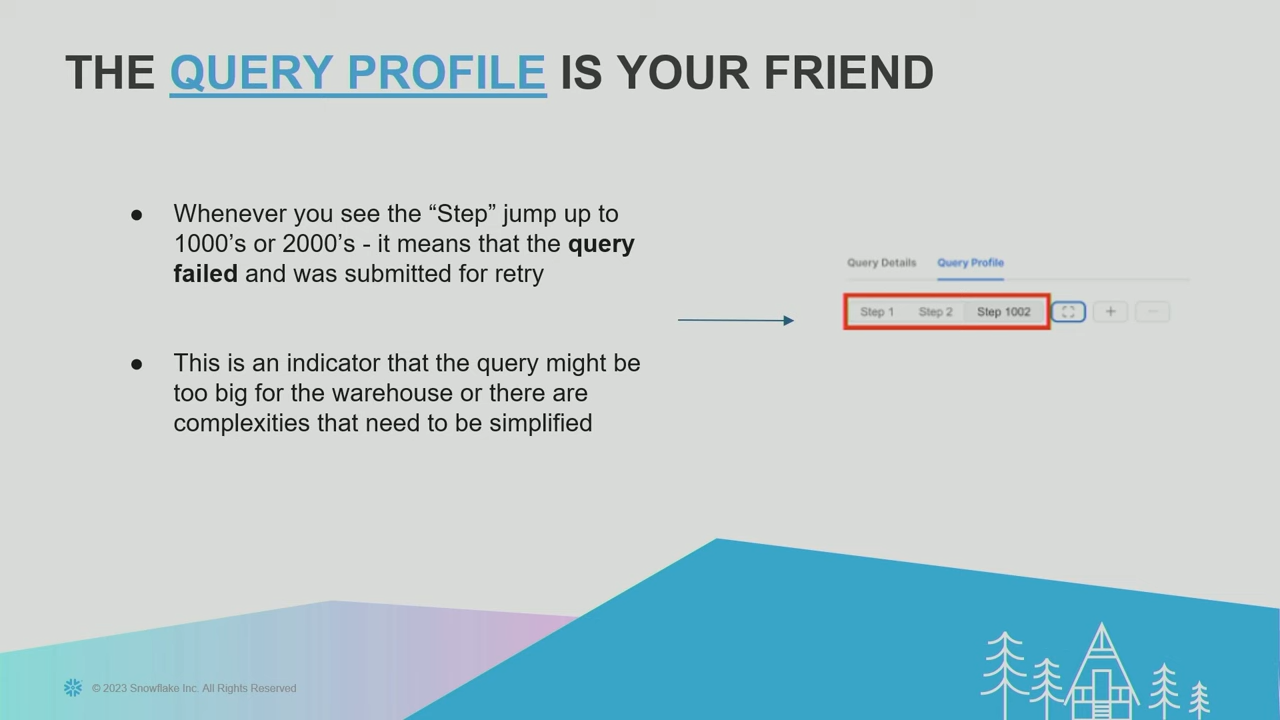 THE QUERY PROFILE IS YOUR FRIEND
● Whenever you see the “Step” jump up to
1000’s or 2000’s - it means that the query
failed and was submitted for retry
● This is an indicator that the query might be
too big for the warehouse or there are
complexities that need to be simplified
Query Details Query Profile
Step 1 Step 2 Step 1002
© 2023 Snowflake Inc. All Rights Reserved